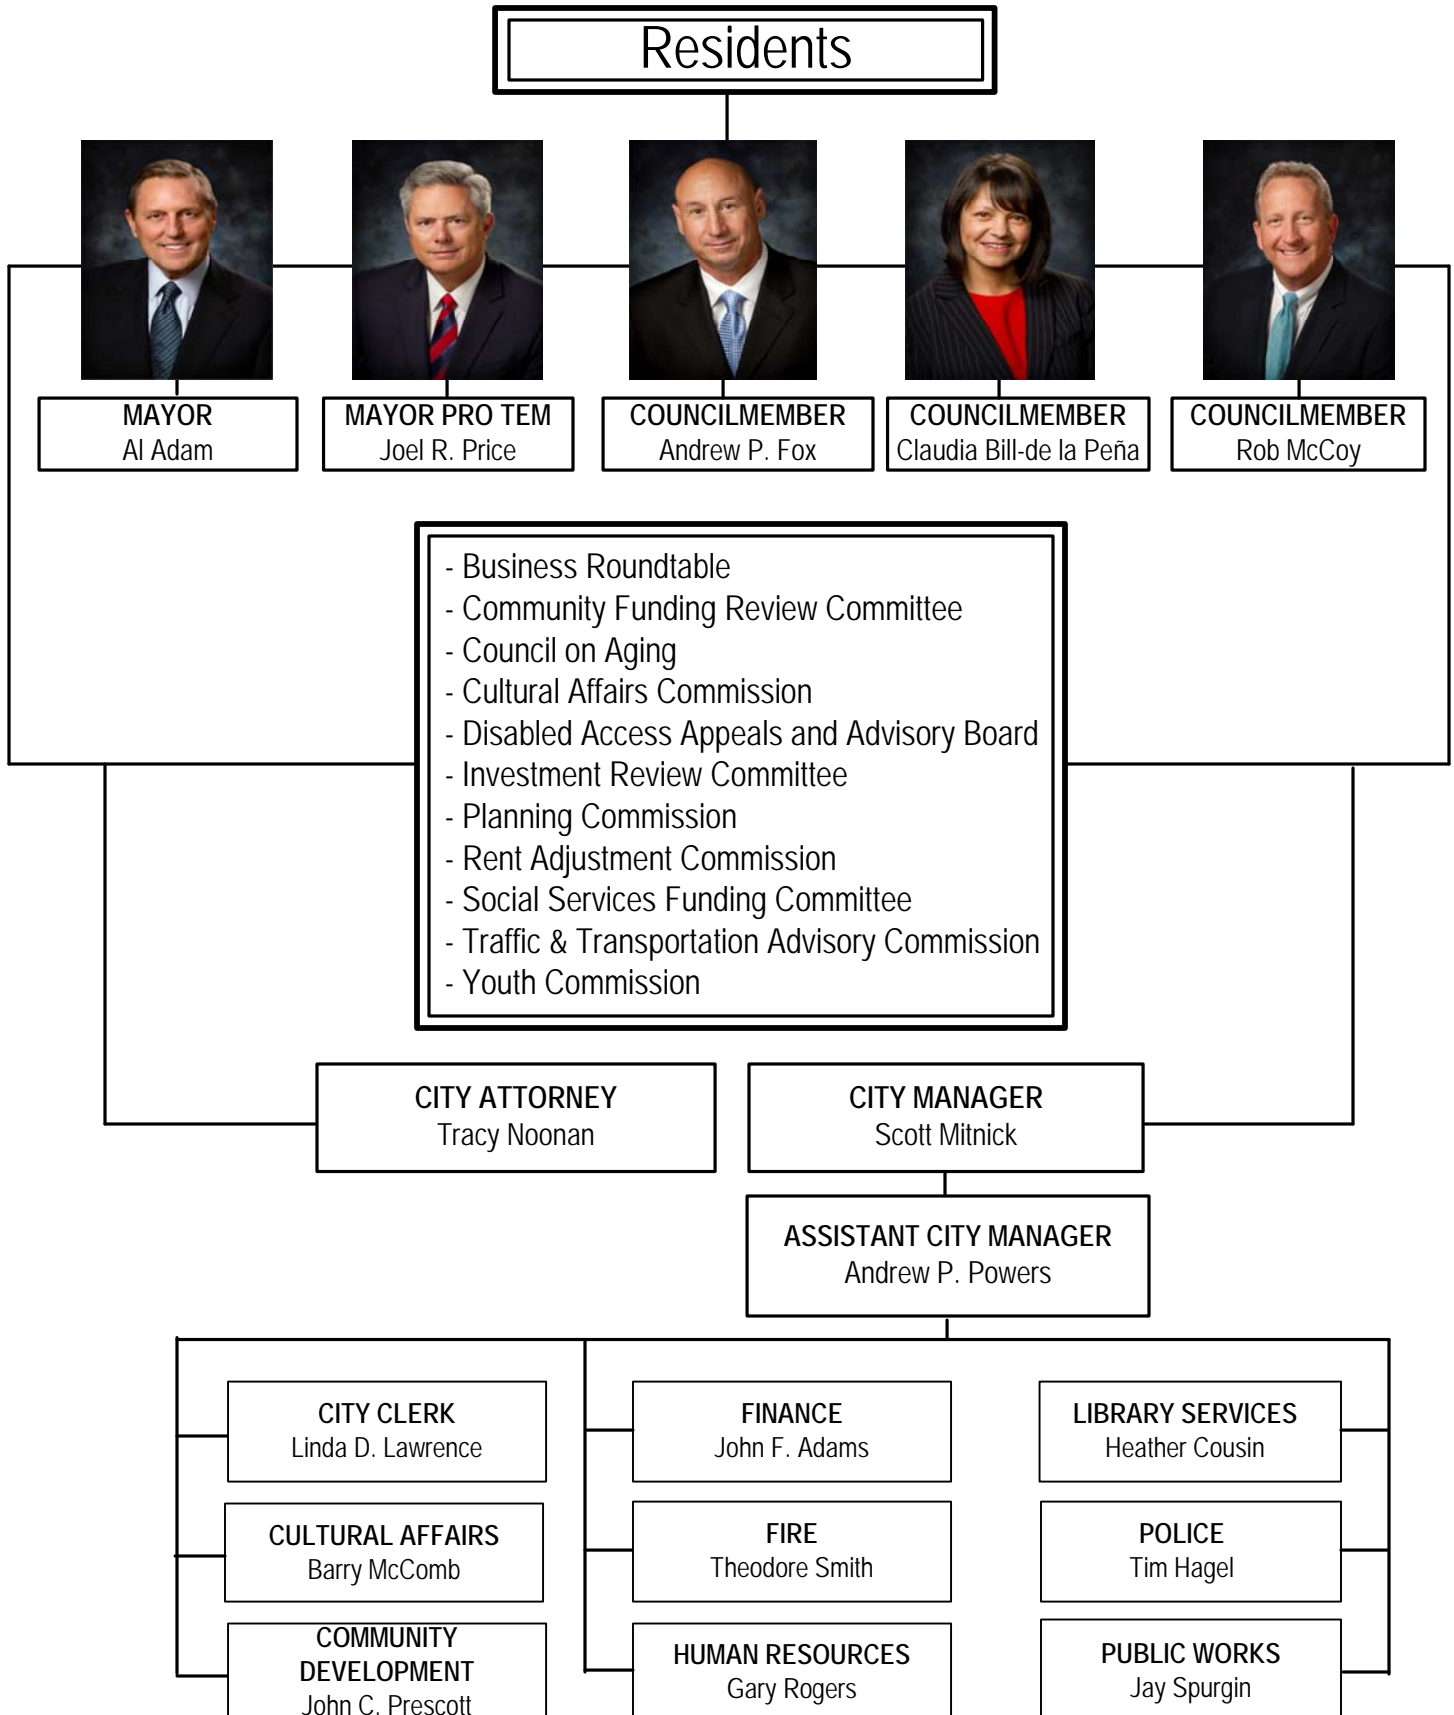 Residents
MAYOR
Al Adam
MAYOR PRO TEM
Joel R. Price
COUNCILMEMBER
Andrew P. Fox
COUNCILMEMBER
Claudia Bill-de la Peña
COUNCILMEMBER
Rob McCoy
- Business Roundtable
- Community Funding Review Committee
- Council on Aging
- Cultural Affairs Commission
- Disabled Access Appeals and Advisory Board
- Investment Review Committee
- Planning Commission
- Rent Adjustment Commission
- Social Services Funding Committee
- Traffic & Transportation Advisory Commission
- Youth Commission
CITY ATTORNEY
Tracy Noonan
CITY MANAGER
Scott Mitnick
ASSISTANT CITY MANAGER
Andrew P. Powers
CITY CLERK
Linda D. Lawrence
FINANCE
John F. Adams
LIBRARY SERVICES
Heather Cousin
CULTURAL AFFAIRS
Barry McComb
FIRE
Theodore Smith
POLICE
Tim Hagel
COMMUNITY
DEVELOPMENT
John C. Prescott
HUMAN RESOURCES
Gary Rogers
PUBLIC WORKS
Jay Spurgin